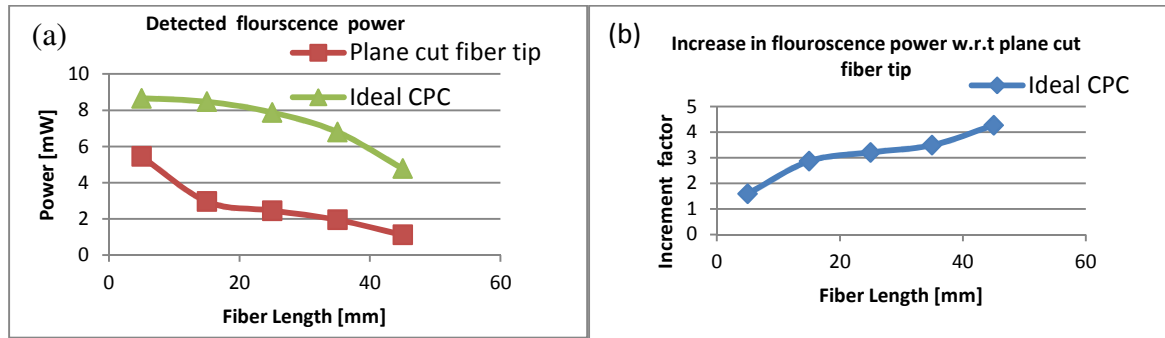 (a)
Detected flourscence power
Plane cut fiber tip
Ideal CPC
Power [mW]
10
8
6
4
2
0
0 20 40 60
Fiber Length [mm]
(b)
Increase in flouroscence power w.r.t plane cut
fiber tip
Ideal CPC
Increment factor
5
4
3
2
1
0
0 20 40 60
Fiber Length [mm]